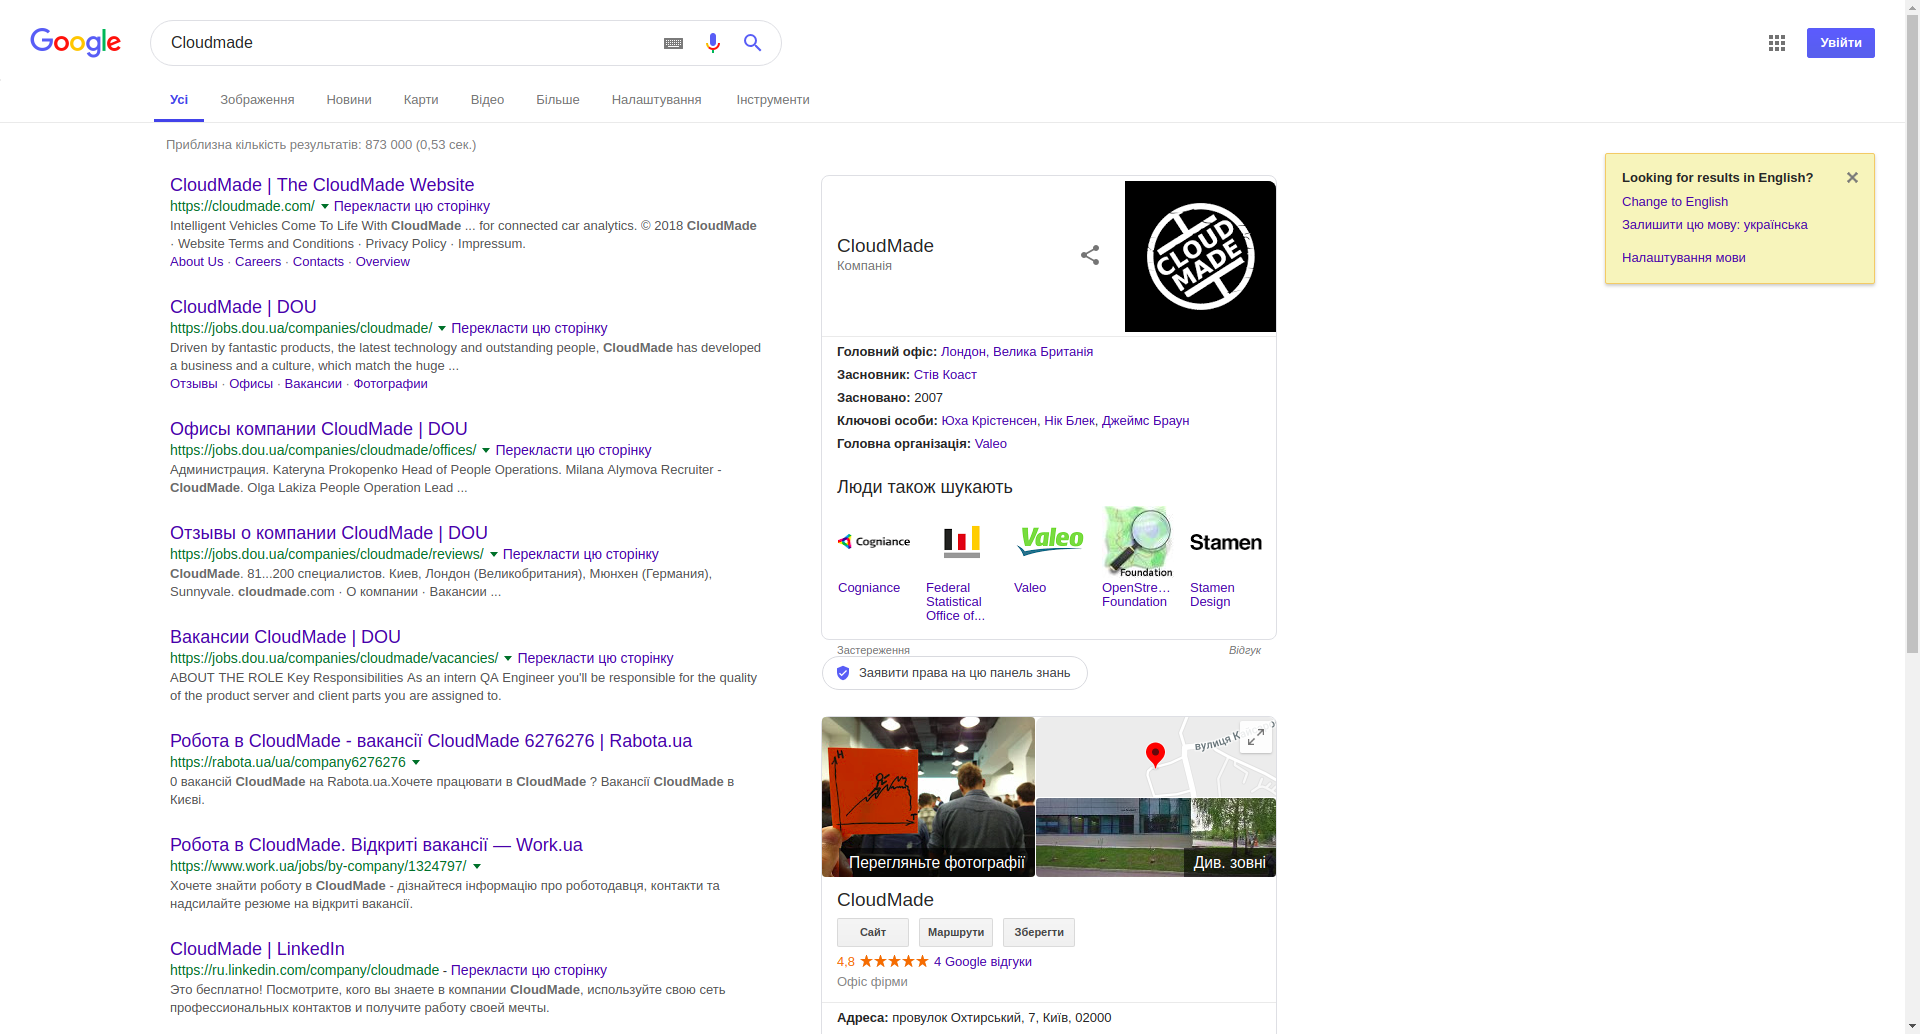 Google
Cloudmade
Увійти
Усі Зображення Новини Карти Відео Більше Налаштування Інструменти
Приблизна кількість результатів: 873 000 (0,53 сек.)
CloudMade | The CloudMade Website
https://cloudmade.com/ Перекласти цю сторінку
Intelligent Vehicles Come To Life With CloudMade ... for connected car analytics. © 2018 CloudMade
· Website Terms and Conditions · Privacy Policy · Impressum.
About Us · Careers · Contacts · Overview
CloudMade | DOU
https://jobs.dou.ua/companies/cloudmade/ Перекласти цю сторінку
Driven by fantastic products, the latest technology and outstanding people, CloudMade has developed
a business and a culture, which match the huge ...
Отзывы · Офисы · Вакансии · Фотографии
Офисы компании CloudMade | DOU
https://jobs.dou.ua/companies/cloudmade/offices/ Перекласти цю сторінку
Администрация. Kateryna Prokopenko Head of People Operations. Milana Alymova Recruiter -
CloudMade. Olga Lakiza People Operation Lead ...
Отзывы о компании CloudMade | DOU
https://jobs.dou.ua/companies/cloudmade/reviews/ Перекласти цю сторінку
CloudMade. 81...200 специалистов. Киев, Лондон (Великобритания), Мюнхен (Германия),
Sunnyvale. cloudmade.com · О компании · Вакансии ...
Вакансии CloudMade | DOU
https://jobs.dou.ua/companies/cloudmade/vacancies/ Перекласти цю сторінку
ABOUT THE ROLE Key Responsibilities As an intern QA Engineer you'll be responsible for the quality
of the product server and client parts you are assigned to.
Робота в CloudMade - вакансії CloudMade 6276276 | Rabota.ua
https://rabota.ua/ua/company6276276
0 вакансій CloudMade на Rabota.ua.Хочете працювати в CloudMade ? Вакансії CloudMade в
Києві.
Робота в CloudMade. Відкриті вакансії — Work.ua
https://www.work.ua/jobs/by-company/1324797/
Хочете знайти роботу в CloudMade - дізнайтеся інформацію про роботодавця, контакти та
надсилайте резюме на відкриті вакансії.
CloudMade | LinkedIn
https://ru.linkedin.com/company/cloudmade - Перекласти цю сторінку
Это бесплатно! Посмотрите, кого вы знаете в компании CloudMade, используйте свою сеть
профессиональных контактов и получите работу своей мечты.
CloudMade
Компанія
CLOUD
MADE
Головний офіс: Лондон, Велика Британія
Засновник: Стів Коаст
Засновано: 2007
Ключові особи: Юха Крістенсен, Нік Блек, Джеймс Браун
Головна організація: Valeo
Люди також шукають
Cogniance
Valeo
Foundation
Stamen
Cogniance
Federal
Statistical
Office of...
Valeo
OpenStre...
Foundation
Stamen
Design
Застереження
Відгук
Заявити права на цю панель знань
вулиця К
H
T
Перегляньте фотографії
Див. зовні
CloudMade
Сайт
Маршрути
Зберегти
4,8 4 Google відгуки
Офіс фірми
Адреса: провулок Охтирський, 7, Київ, 02000
Looking for results in English?
Change to English
Залишити цю мову: українська
Налаштування мови